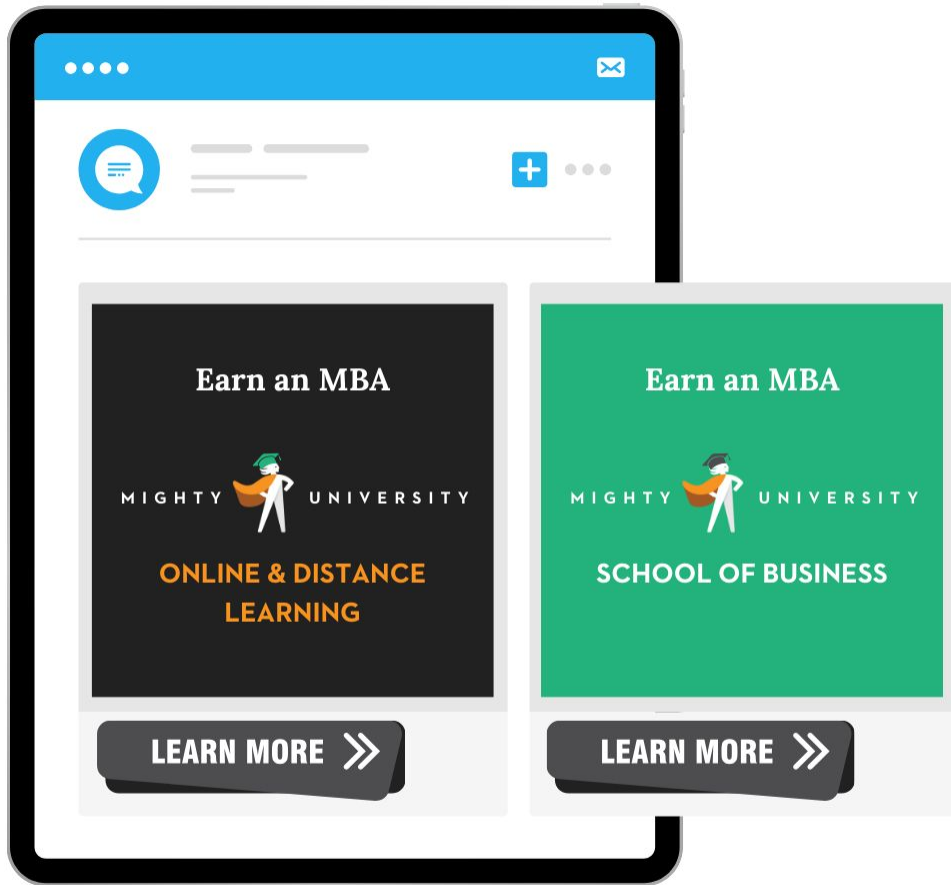 Earn an MBA
MIGHTY UNIVERSITY
ONLINE & DISTANCE
LEARNING
LEARN MORE
Earn an MBA
MIGHTY UNIVERSITY
SCHOOL OF BUSINESS
LEARN MORE